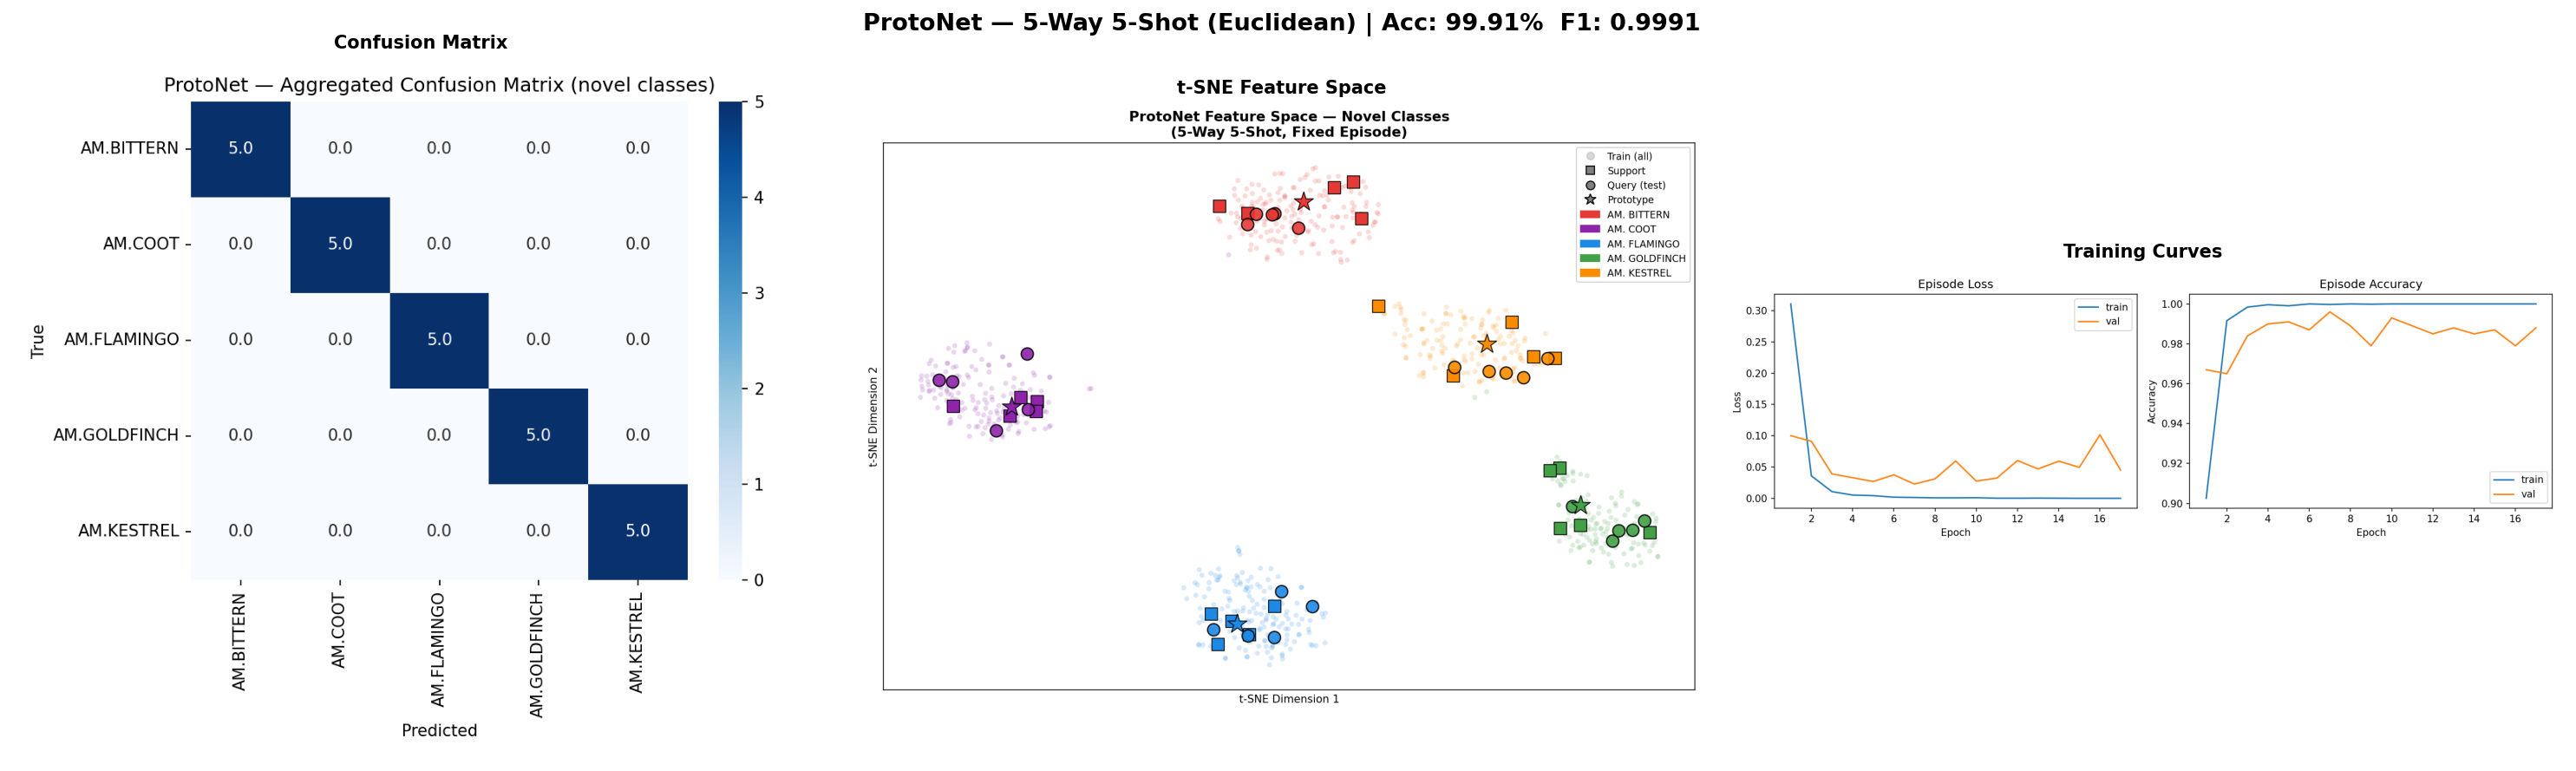 ProtoNet — 5-Way 5-Shot (Euclidean) | Acc: 99.91%  F1: 0.9991
Confusion Matrix
ProtoNet — Aggregated Confusion Matrix (novel classes)
True
AM.BITTERN
5.0 0.0 0.0 0.0 0.0
AM.COOT
0.0 5.0 0.0 0.0 0.0
AM.FLAMINGO
0.0 0.0 5.0 0.0 0.0
AM.GOLDFINCH
0.0 0.0 0.0 5.0 0.0
AM.KESTREL
0.0 0.0 0.0 0.0 5.0
AM.BITTERN
AM.COOT
AM.FLAMINGO
AM.GOLDFINCH
AM.KESTREL
Predicted
5
4
3
2
1
0
t-SNE Feature Space
ProtoNet Feature Space — Novel Classes
(5-Way 5-Shot, Fixed Episode)
t-SNE Dimension 2
Train (all)
Support
Query (test)
Prototype
AM. BITTERN
AM. COOT
AM. FLAMINGO
AM. GOLDFINCH
AM. KESTREL
t-SNE Dimension 1
Training Curves
Episode Loss
Loss
0.30
0.25
0.20
0.15
0.10
0.05
0.00
train
val
2 4 6 8 10 12 14 16
Epoch
Episode Accuracy
Accuracy
1.00
0.98
0.96
0.94
0.92
0.90
train
val
2 4 6 8 10 12 14 16
Epoch